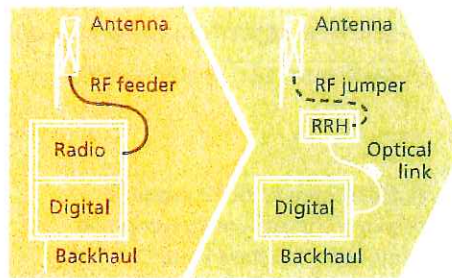 Antenna
RF feeder
Radio
Digital
Backhaul
Antenna
RF jumper
RRH
Optical
link
Digital
Backhaul